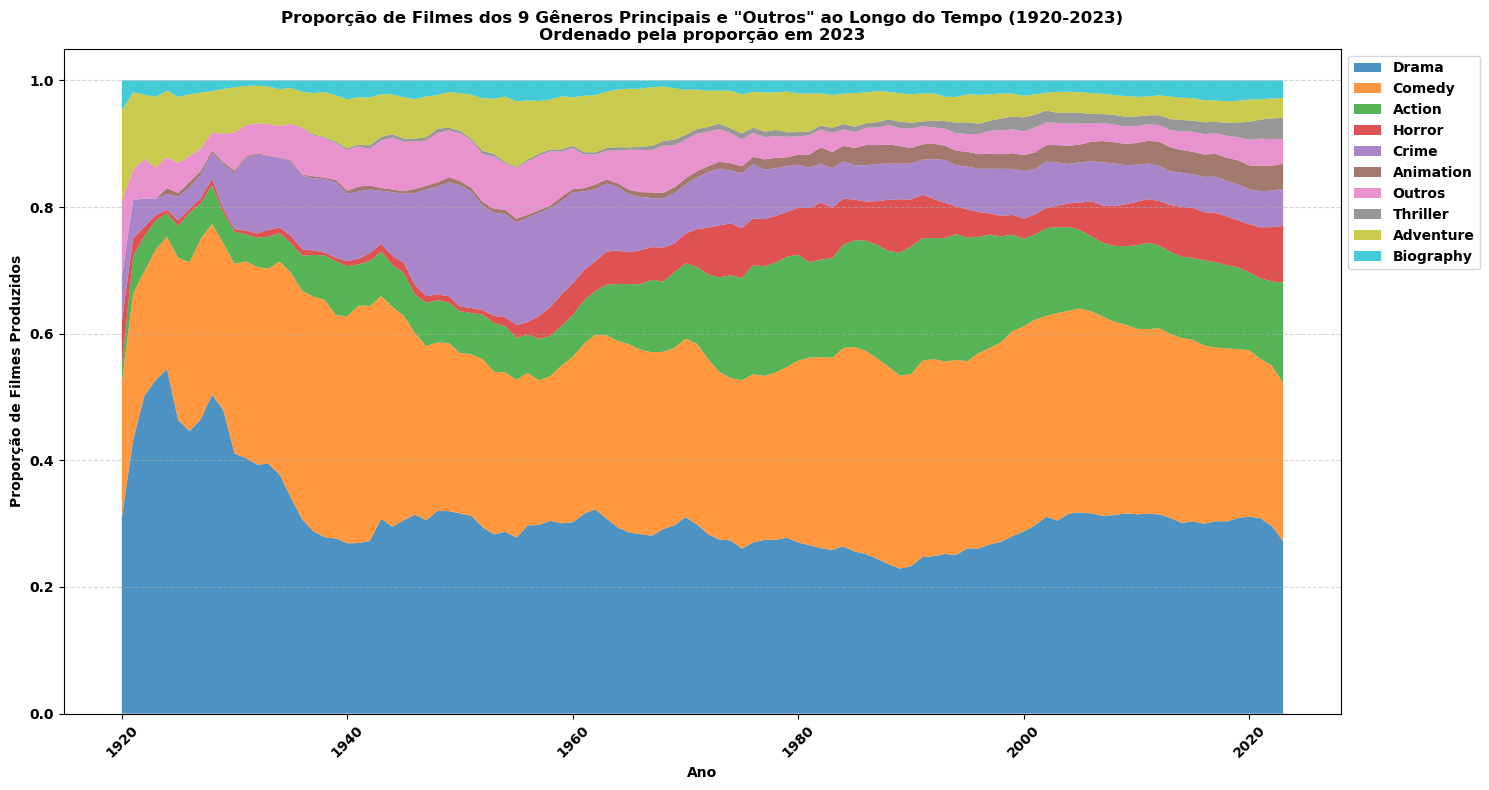 Proporção de Filmes dos 9 Gêneros Principais e "Outros" ao Longo do Tempo (1920-2023)
Ordenado pela proporção em 2023
Proporção de Filmes Produzidos
1.0
0.8
0.6
0.4
0.2
0.0
1920
1940
1960
1980
2000
2020
Ano
Drama
Comedy
Action
Horror
Crime
Animation
Outros
Thriller
Adventure
Biography